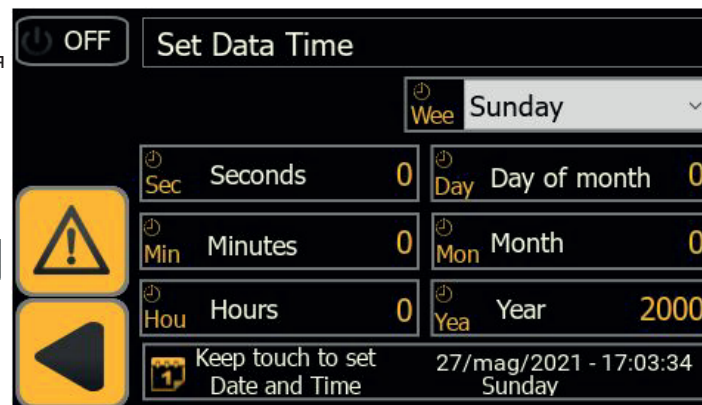 я
OFF
Set Data Time
Wee Sunday
Sec Seconds 0
Day Day of month 0
Min Minutes 0
Mon Month 0
Hou Hours 0
Yea Year 2000
1
Keep touch to set
Date and Time
27/mag/2021 - 17:03:34
Sunday